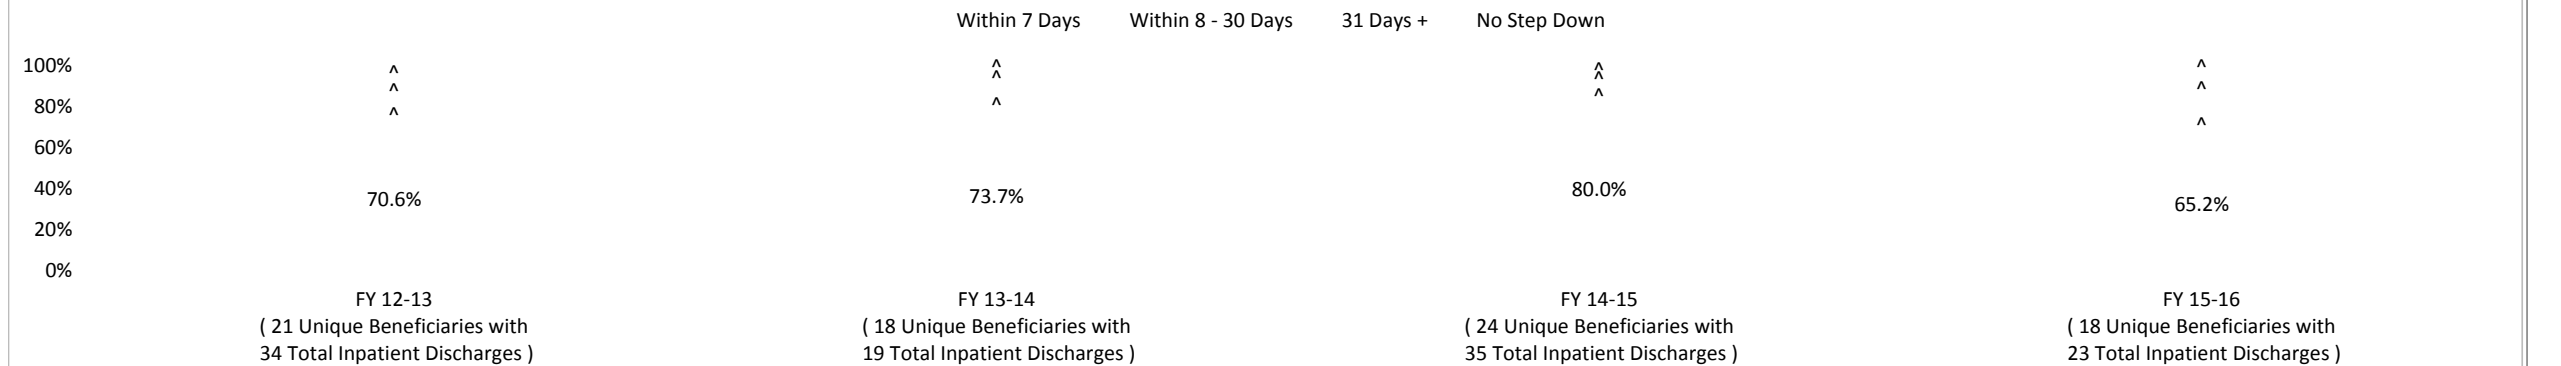 Within 7 Days Within 8 - 30 Days 31 Days + No Step Down
100%
80%
60%
40%
20%
0%
^ ^ ^ 70.6%
^ ^ ^ 73.7%
^ ^ ^ 80.0%
^ ^ ^ 65.2%
FY 12-13
( 21 Unique Beneficiaries with
34 Total Inpatient Discharges )
FY 13-14
( 18 Unique Beneficiaries with
19 Total Inpatient Discharges )
FY 14-15
( 24 Unique Beneficiaries with
35 Total Inpatient Discharges )
FY 15-16
( 18 Unique Beneficiaries with
23 Total Inpatient Discharges )